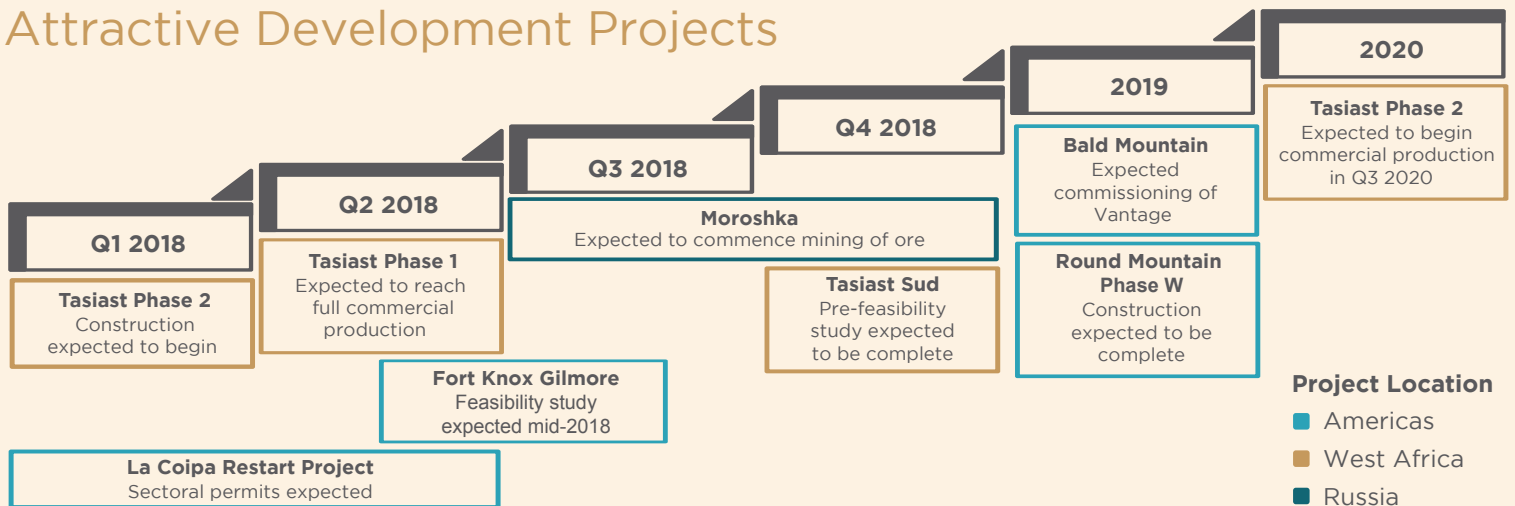 Attractive Development Projects
Q1 2018
Tasiast Phase 2
Construction
expected to begin
Q2 2018
Tasiast Phase 1
Expected to reach
full commercial
production
Fort Knox Gilmore
Feasibility study
expected mid-2018
La Coipa Restart Project
Sectoral permits expected
Q3 2018
Moroshka
Expected to commence mining of ore
Q4 2018
Tasiast Sud
Pre-feasibility
study expected
to be complete
2019
Bald Mountain
Expected
commissioning of
Vantage
Round Mountain
Phase W
Construction
expected to be
complete
2020
Tasiast Phase 2
Expected to begin
commercial production
in Q3 2020
Project Location
Americas
West Africa
Russia